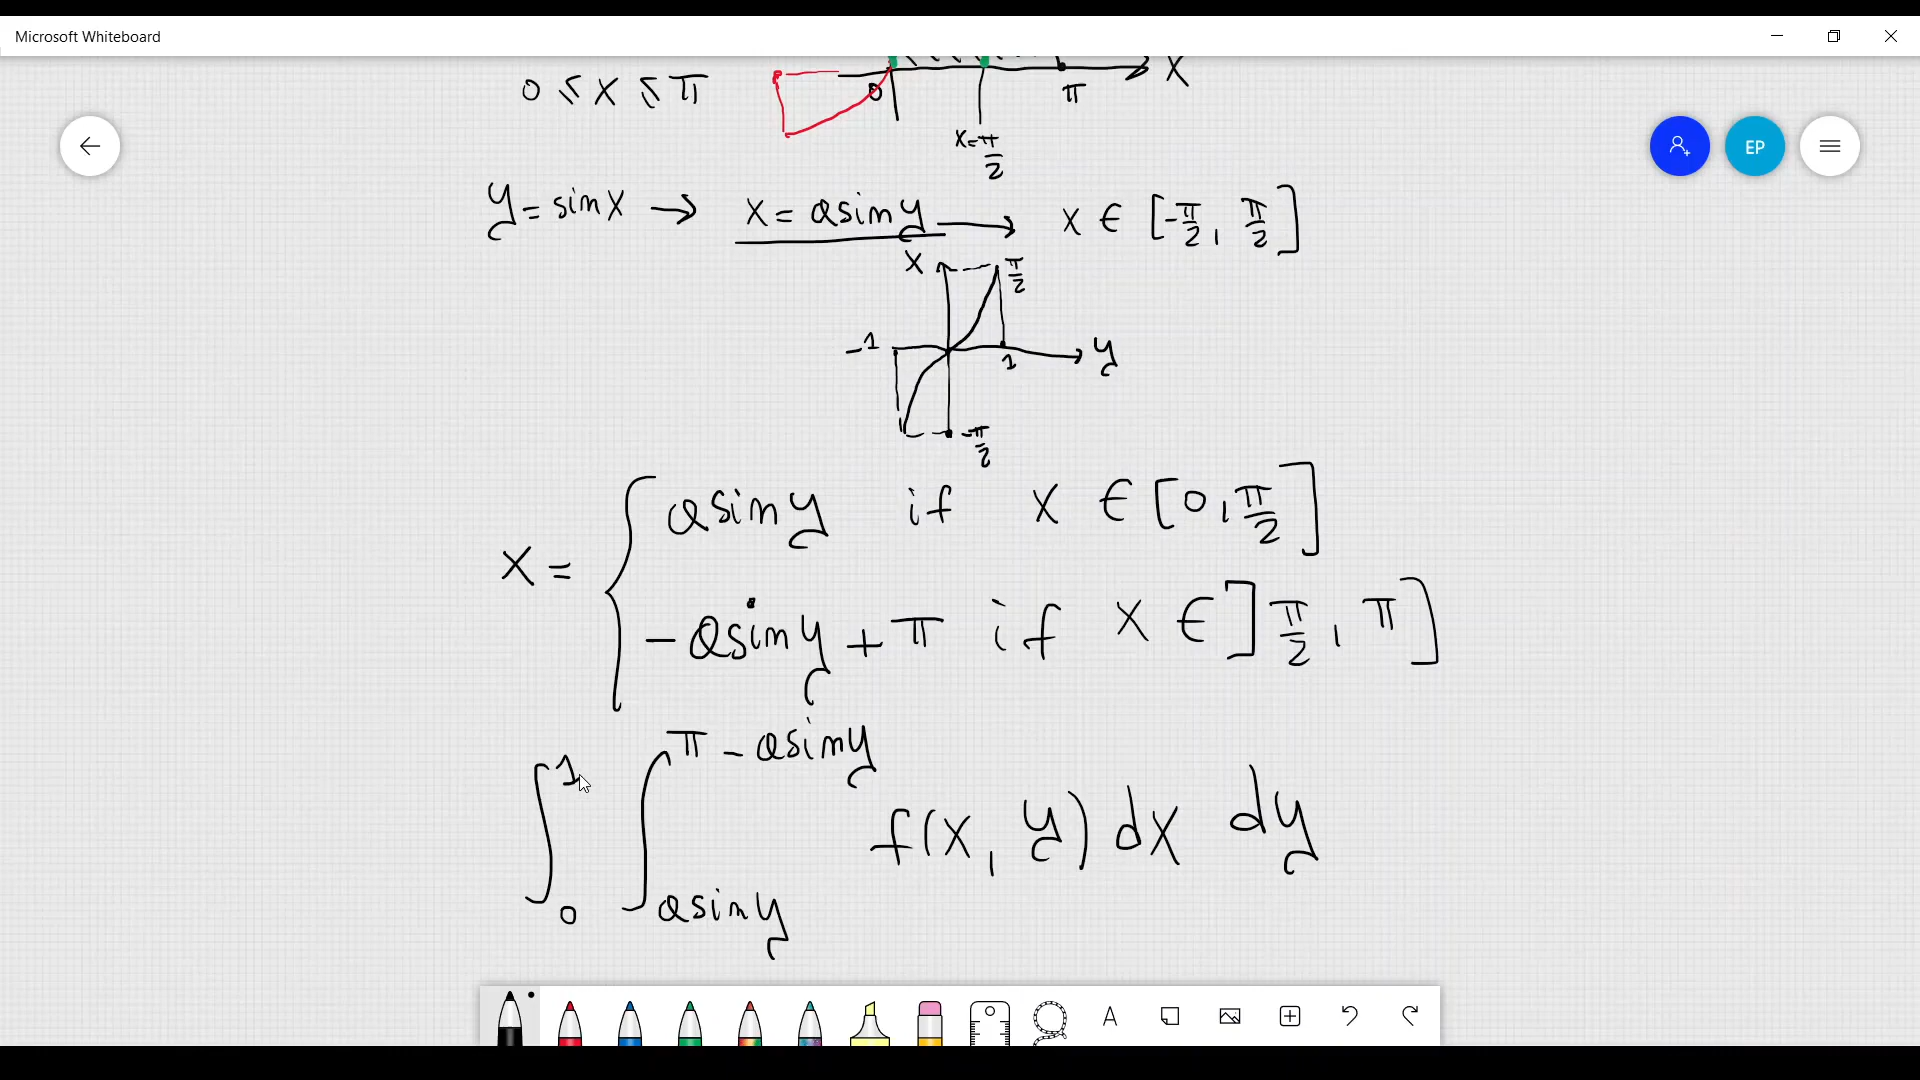 Microsoft Whiteboard
0 ≤ x ≤ π
0
π
x
x = π/2
EP
y = sin x → x = asin y → x ∈ [-π/2, π/2]
x
π/2
-1
1
y
-π/2
x = { asin y if x ∈ [0, π/2]
-asin y + π if x ∈ ]π/2, π]
∫₀¹ ∫_{asin y}^{π - asin y} f(x, y) dx dy
A